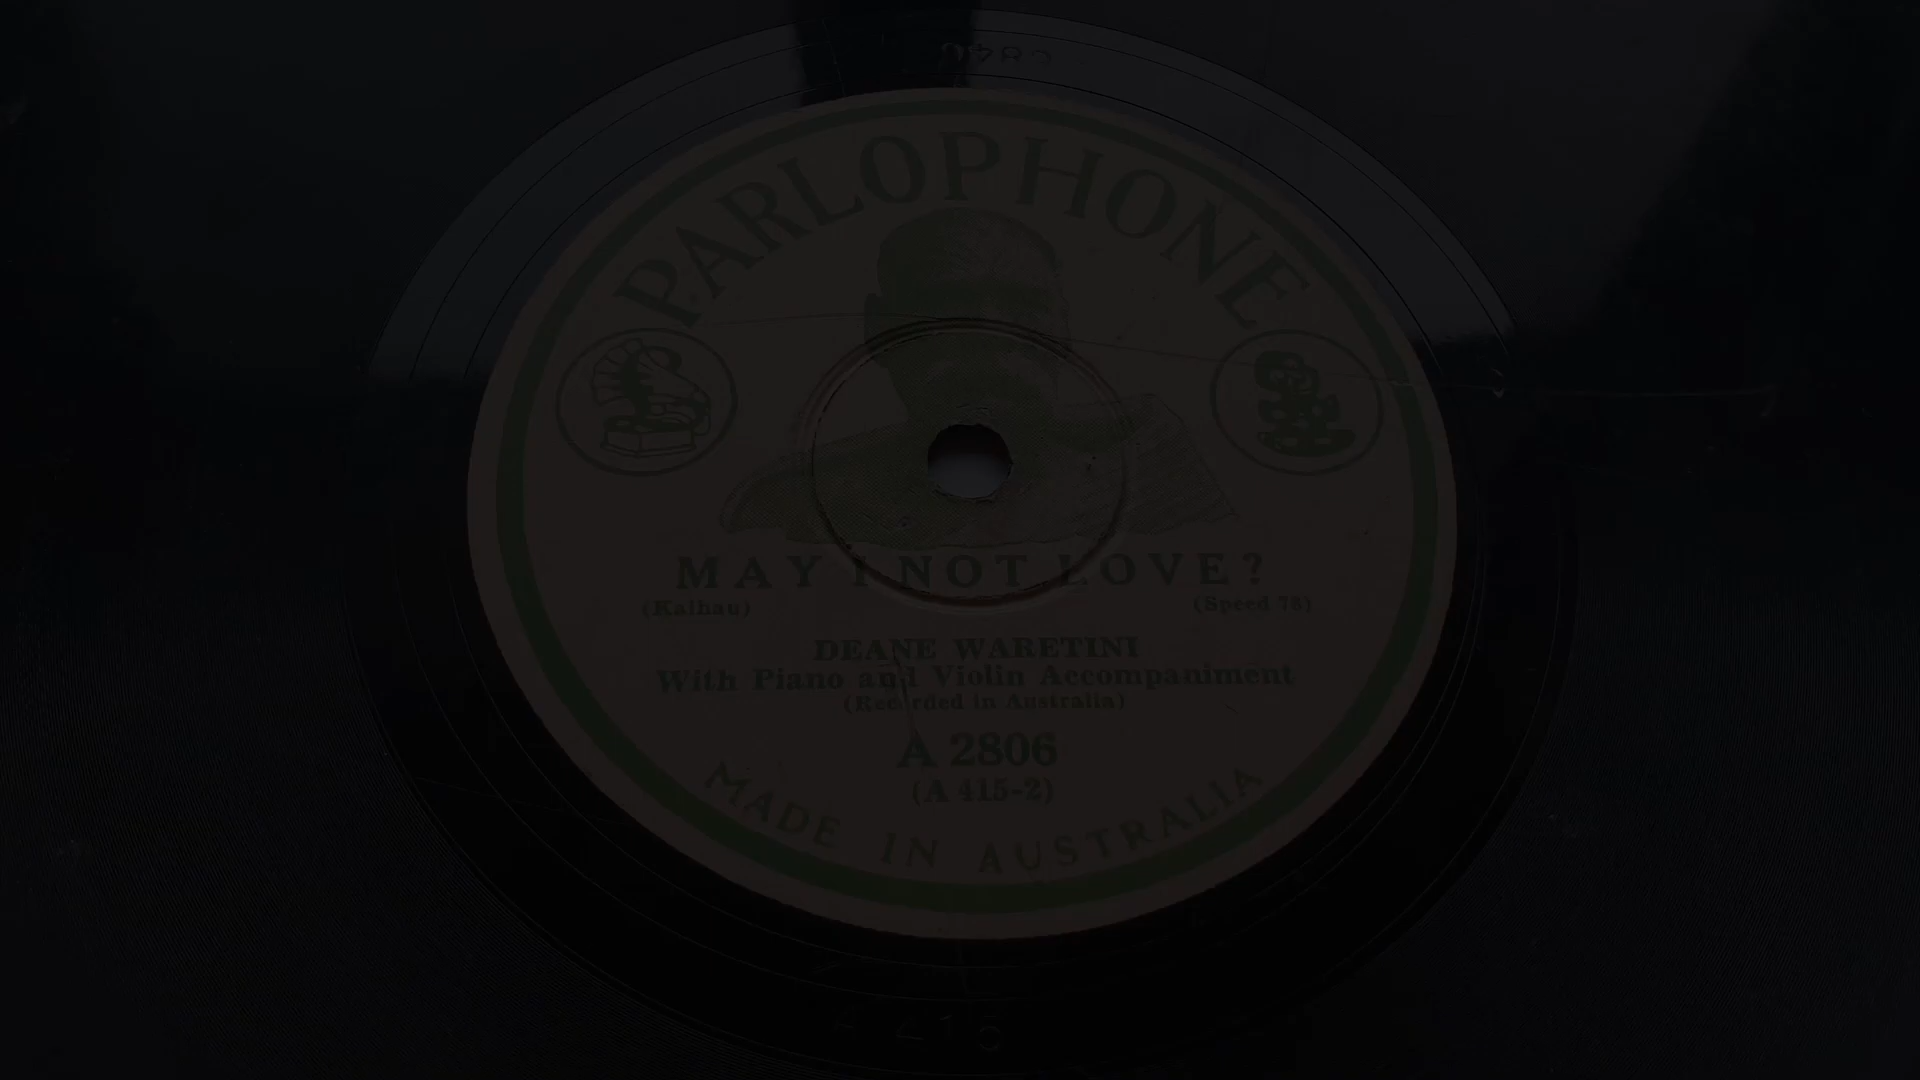 PARLOPHONE
MAY I NOT LOVE?
(Kaihau) (Speed 78)
DEANE WARETINI
With Piano and Violin Accompaniment
(Recorded in Australia)
A 2806
(A 415-2)
MADE IN AUSTRALIA
A 415